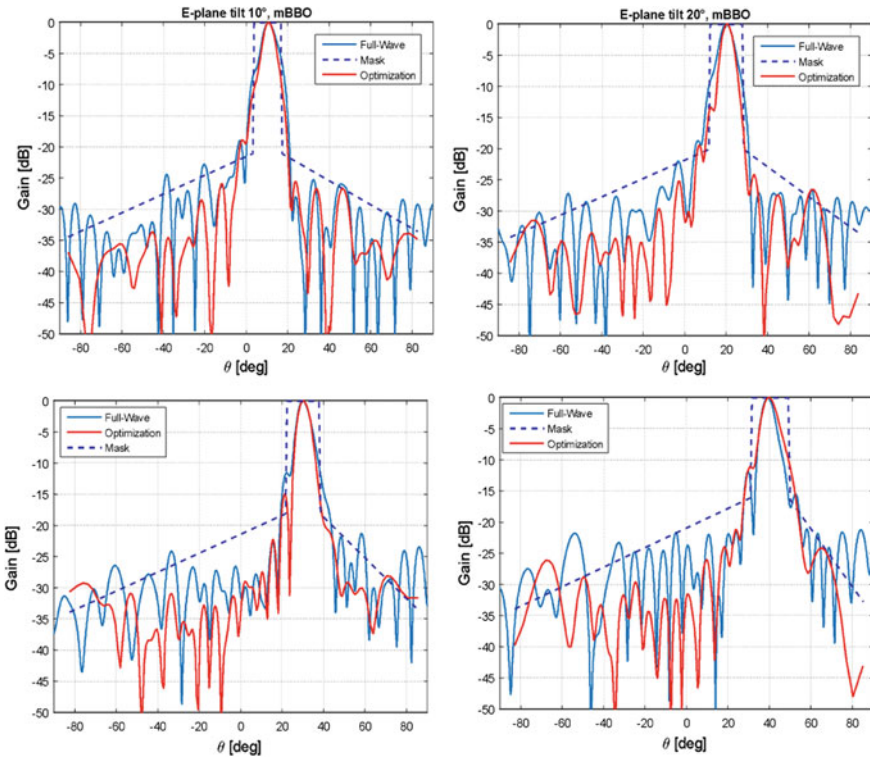 E-plane tilt 10°, mBBO
Full-Wave
Mask
Optimization
Gain [dB]
0
-5
-10
-15
-20
-25
-30
-35
-40
-45
-50
-80 -60 -40 -20 0 20 40 60 80
θ [deg]
E-plane tilt 20°, mBBO
Full-Wave
Mask
Optimization
Gain [dB]
0
-5
-10
-15
-20
-25
-30
-35
-40
-45
-50
-80 -60 -40 -20 0 20 40 60 80
θ [deg]
Full-Wave
Optimization
Mask
Gain [dB]
0
-5
-10
-15
-20
-25
-30
-35
-40
-45
-50
-80 -60 -40 -20 0 20 40 60 80
θ [deg]
Full-Wave
Mask
Optimization
Gain [dB]
0
-5
-10
-15
-20
-25
-30
-35
-40
-45
-50
-80 -60 -40 -20 0 20 40 60 80
θ [deg]